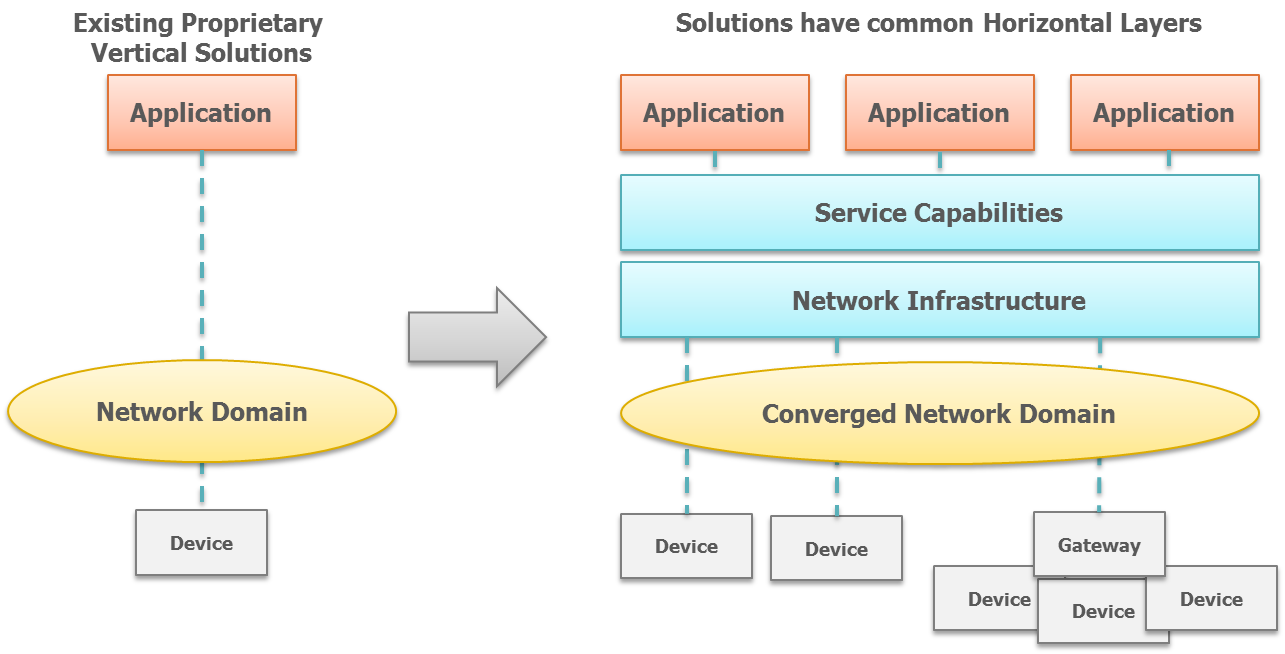 Existing Proprietary
Vertical Solutions
Application
Network Domain
Device
Solutions have common Horizontal Layers
Application
Application
Application
Service Capabilities
Network Infrastructure
Converged Network Domain
Device
Device
Gateway
Device
Device
Device